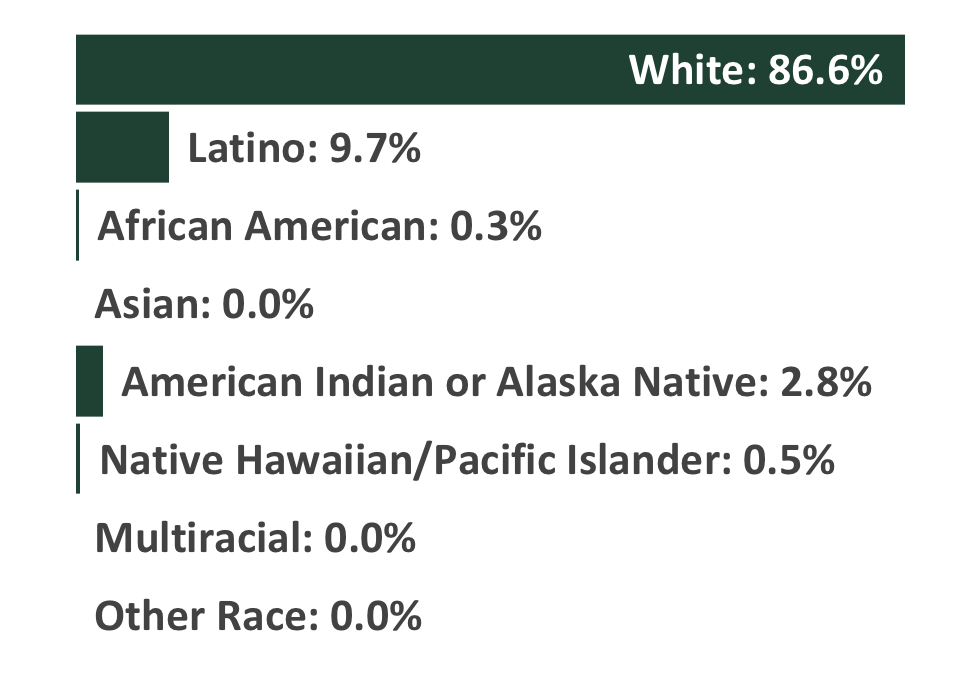 White: 86.6%
Latino: 9.7%
African American: 0.3%
Asian: 0.0%
American Indian or Alaska Native: 2.8%
Native Hawaiian/Pacific Islander: 0.5%
Multiracial: 0.0%
Other Race: 0.0%